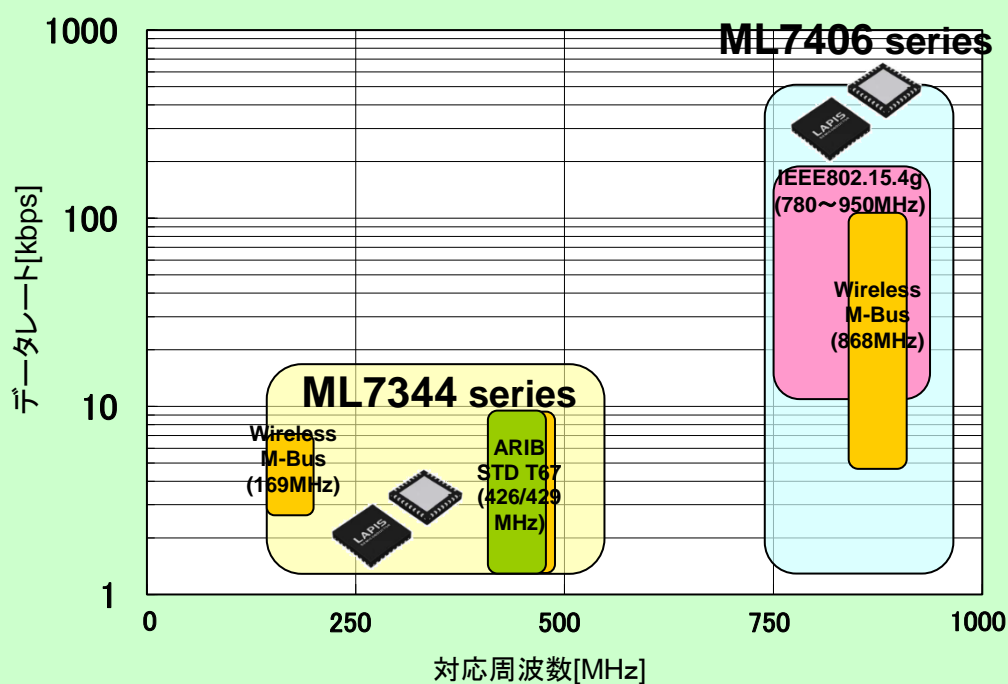 ML7406 series
1000
100
10
1
データレート[kbps]
LAPIS
IEEE802.15.4g
(780～950MHz)
Wireless
M-Bus
(868MHz)
ML7344 series
Wireless
M-Bus
(169MHz)
ARIB
STD T67
(426/429
MHz)
LAPIS
0
250
500
750
1000
対応周波数[MHz]